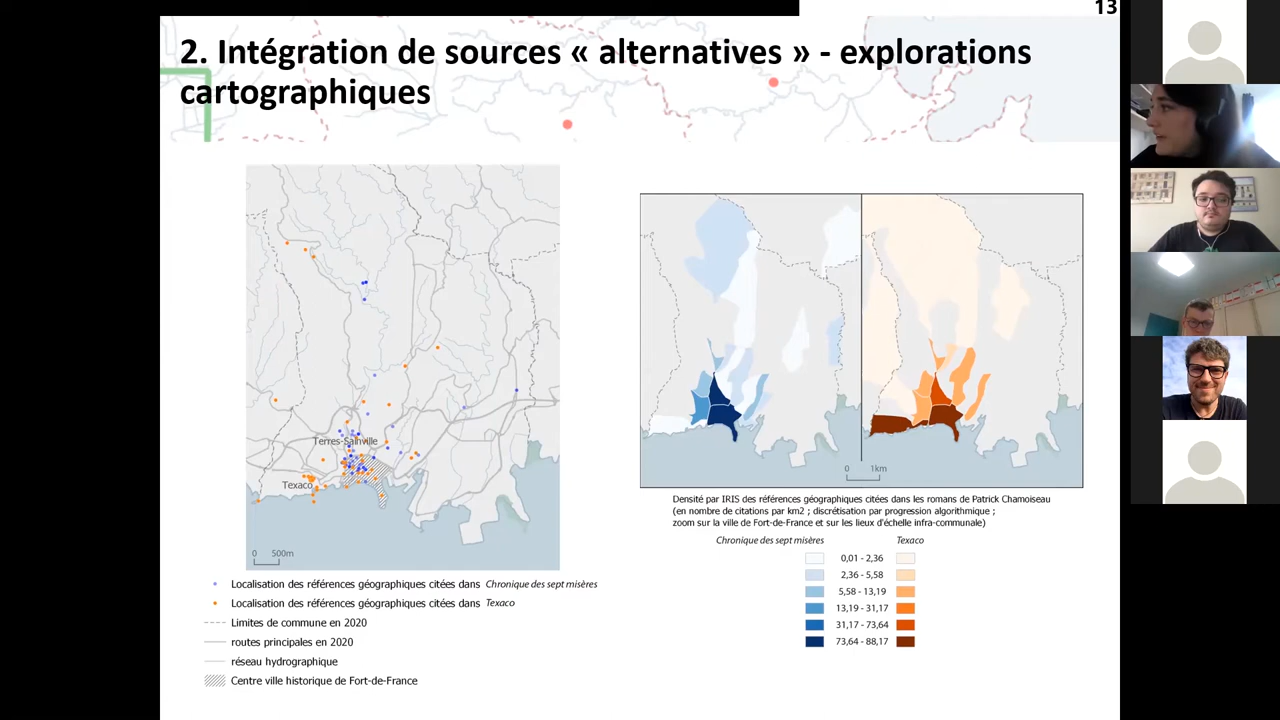 13
2. Intégration de sources « alternatives » - explorations
cartographiques
Terres-Sainville
Texaco
0 500m
Localisation des références géographiques citées dans Chronique des sept misères
Localisation des références géographiques citées dans Texaco
Limites de commune en 2020
routes principales en 2020
réseau hydrographique
Centre ville historique de Fort-de-France
0 1km
Densité par IRIS des références géographiques citées dans les romans de Patrick Chamoiseau
(en nombre de citations par km2 ; discrétisation par progression algorithmique ;
zoom sur la ville de Fort-de-France et sur les lieux d'échelle infra-communale)
Chronique des sept misères Texaco
0,01 - 2,36
2,36 - 5,58
5,58 - 13,19
13,19 - 31,17
31,17 - 73,64
73,64 - 88,17